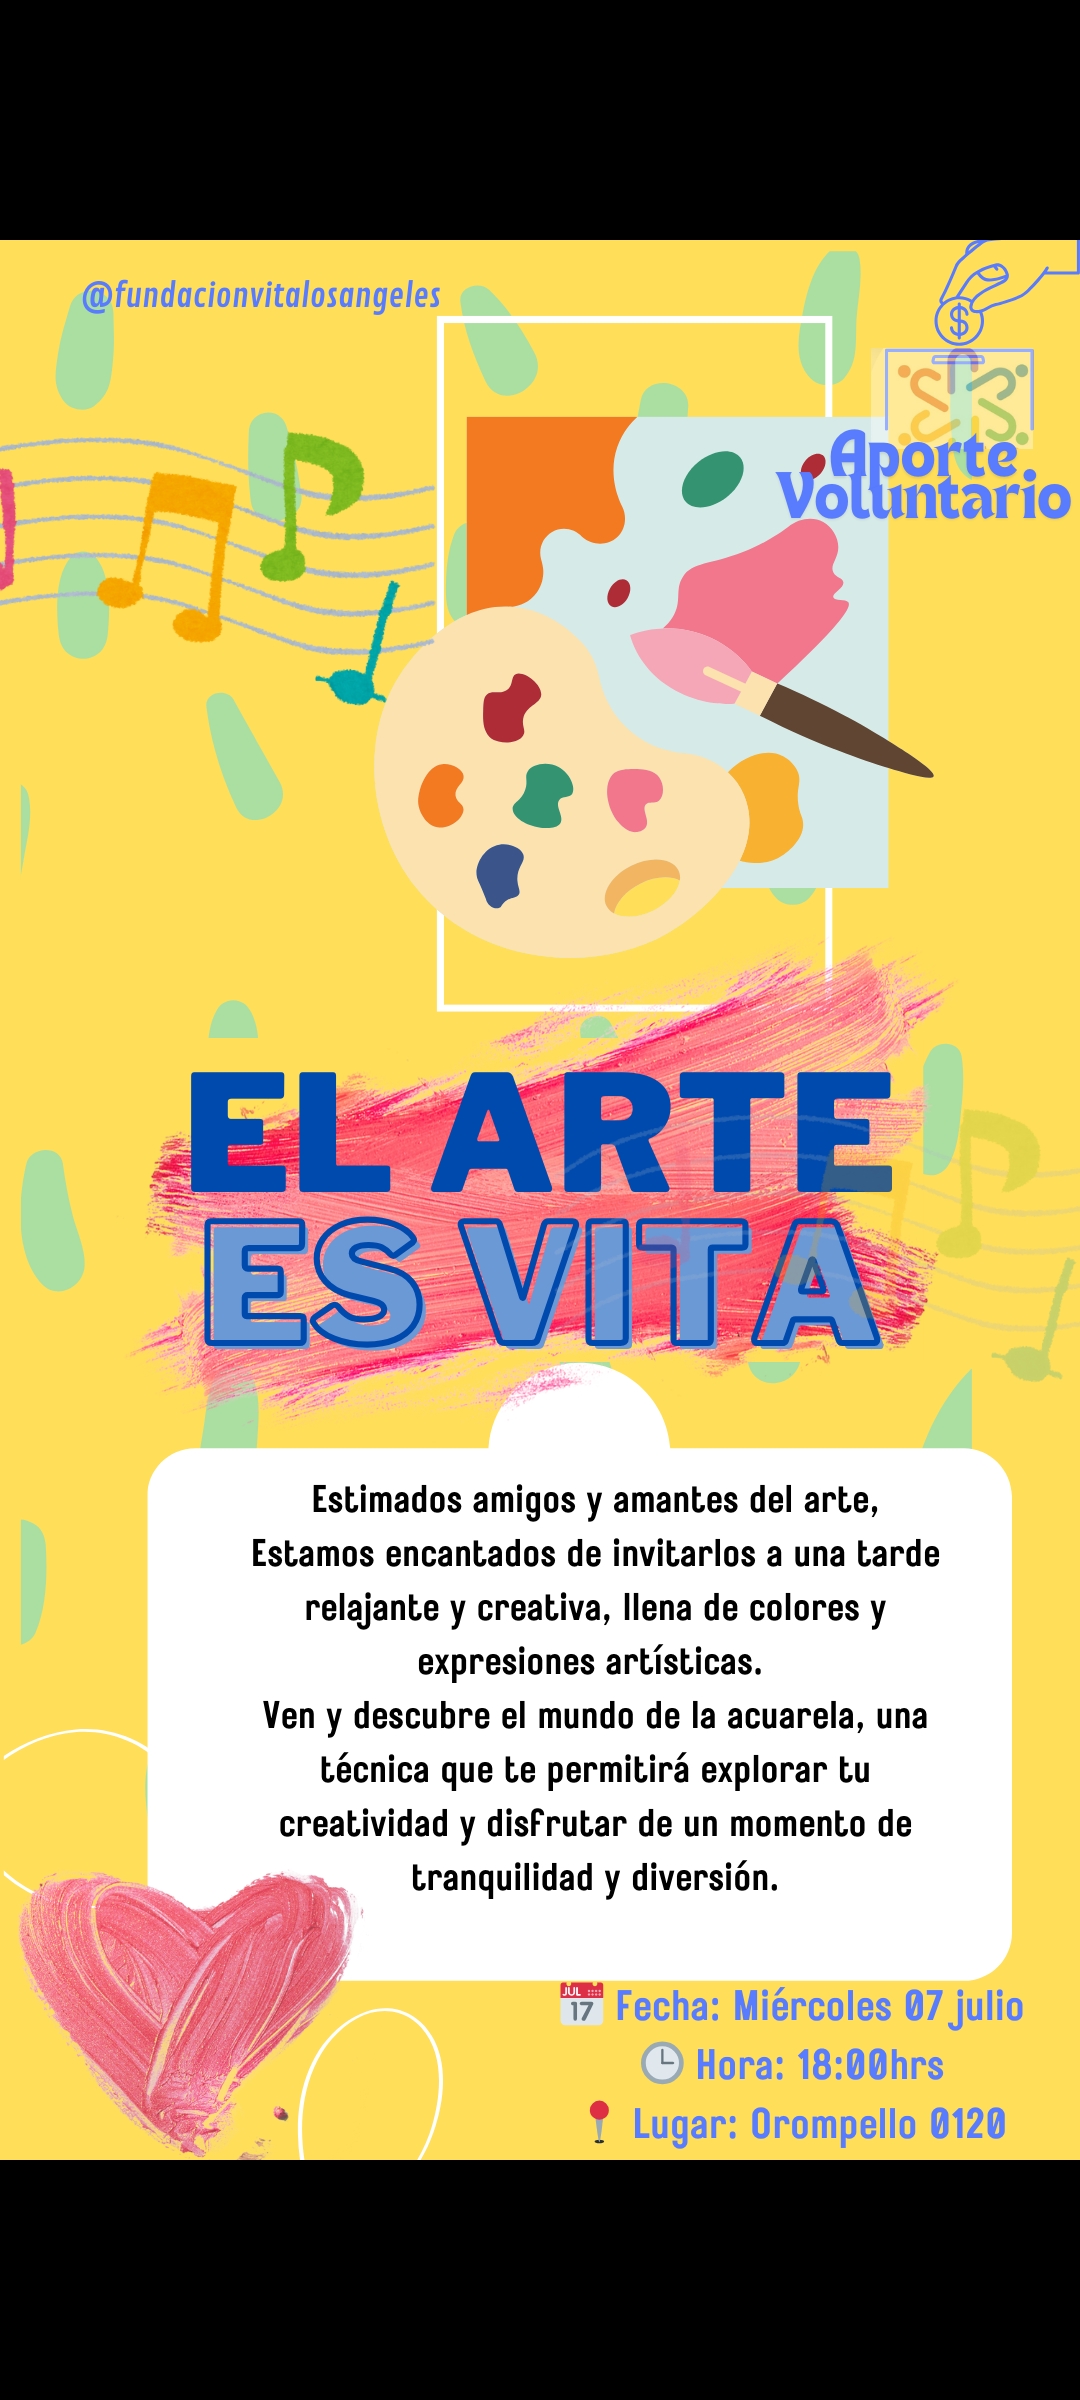 @fundacionvitalosangeles
$
Aporte
Voluntario
EL ARTE
ES VITA
Estimados amigos y amantes del arte,
Estamos encantados de invitarlos a una tarde
relajante y creativa, llena de colores y
expresiones artísticas.
Ven y descubre el mundo de la acuarela, una
técnica que te permitirá explorar tu
creatividad y disfrutar de un momento de
tranquilidad y diversión.
JUL
17
Fecha: Miércoles 07 julio
Hora: 18:00hrs
Lugar: Orompello 0120